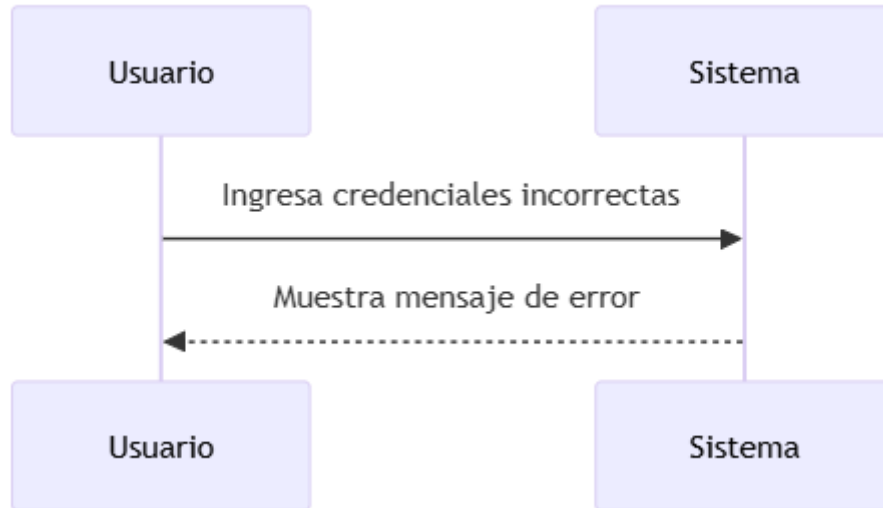 Usuario
Sistema
Ingresa credenciales incorrectas
Muestra mensaje de error
Usuario
Sistema